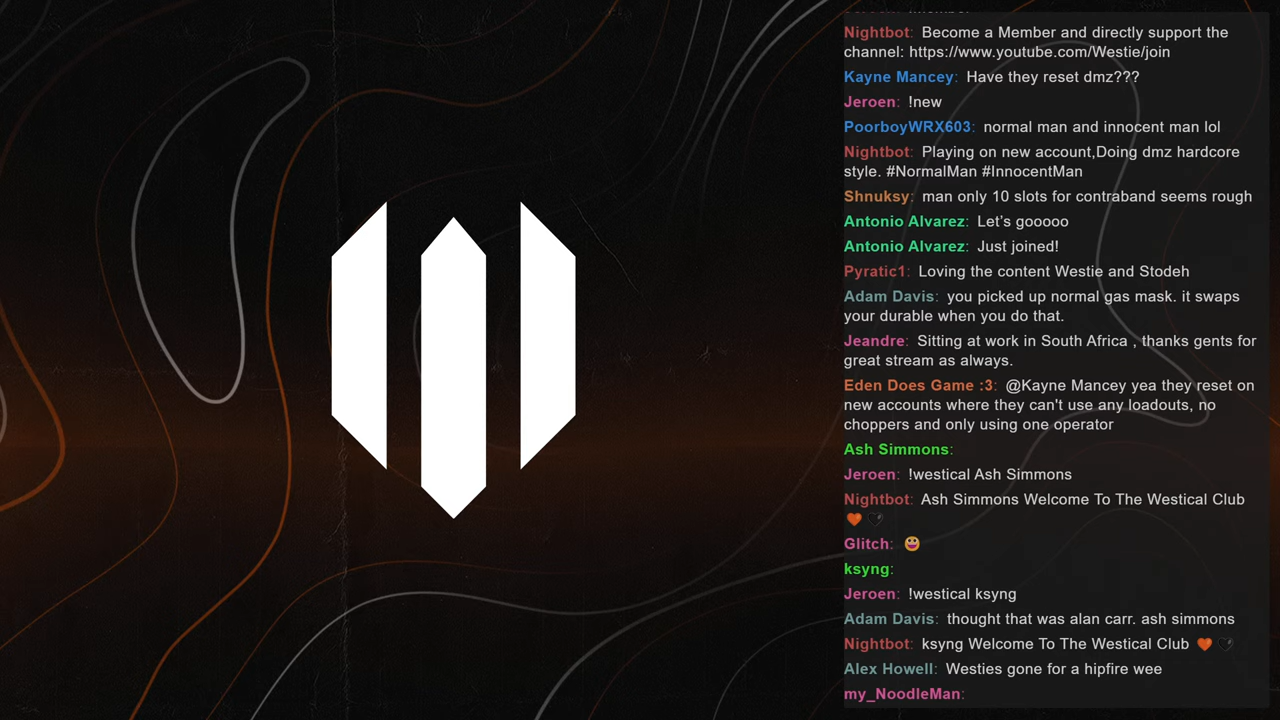 Nightbot: Become a Member and directly support the
channel: https://www.youtube.com/Westie/join
Kayne Mancey: Have they reset dmz???
Jeroen: !new
PoorboyWRX603: normal man and innocent man lol
Nightbot: Playing on new account,Doing dmz hardcore
style. #NormalMan #InnocentMan
Shnuksy: man only 10 slots for contraband seems rough
Antonio Alvarez: Let's gooooo
Antonio Alvarez: Just joined!
Pyratic1: Loving the content Westie and Stodeh
Adam Davis: you picked up normal gas mask. it swaps
your durable when you do that.
Jeandre: Sitting at work in South Africa , thanks gents for
great stream as always.
Eden Does Game :3: @Kayne Mancey yea they reset on
new accounts where they can't use any loadouts, no
choppers and only using one operator
Ash Simmons:
Jeroen: !westical Ash Simmons
Nightbot: Ash Simmons Welcome To The Westical Club
🧡 🖤
Glitch: 😀
ksyng:
Jeroen: !westical ksyng
Adam Davis: thought that was alan carr. ash simmons
Nightbot: ksyng Welcome To The Westical Club 🧡 🖤
Alex Howell: Westies gone for a hipfire wee
my_NoodleMan: